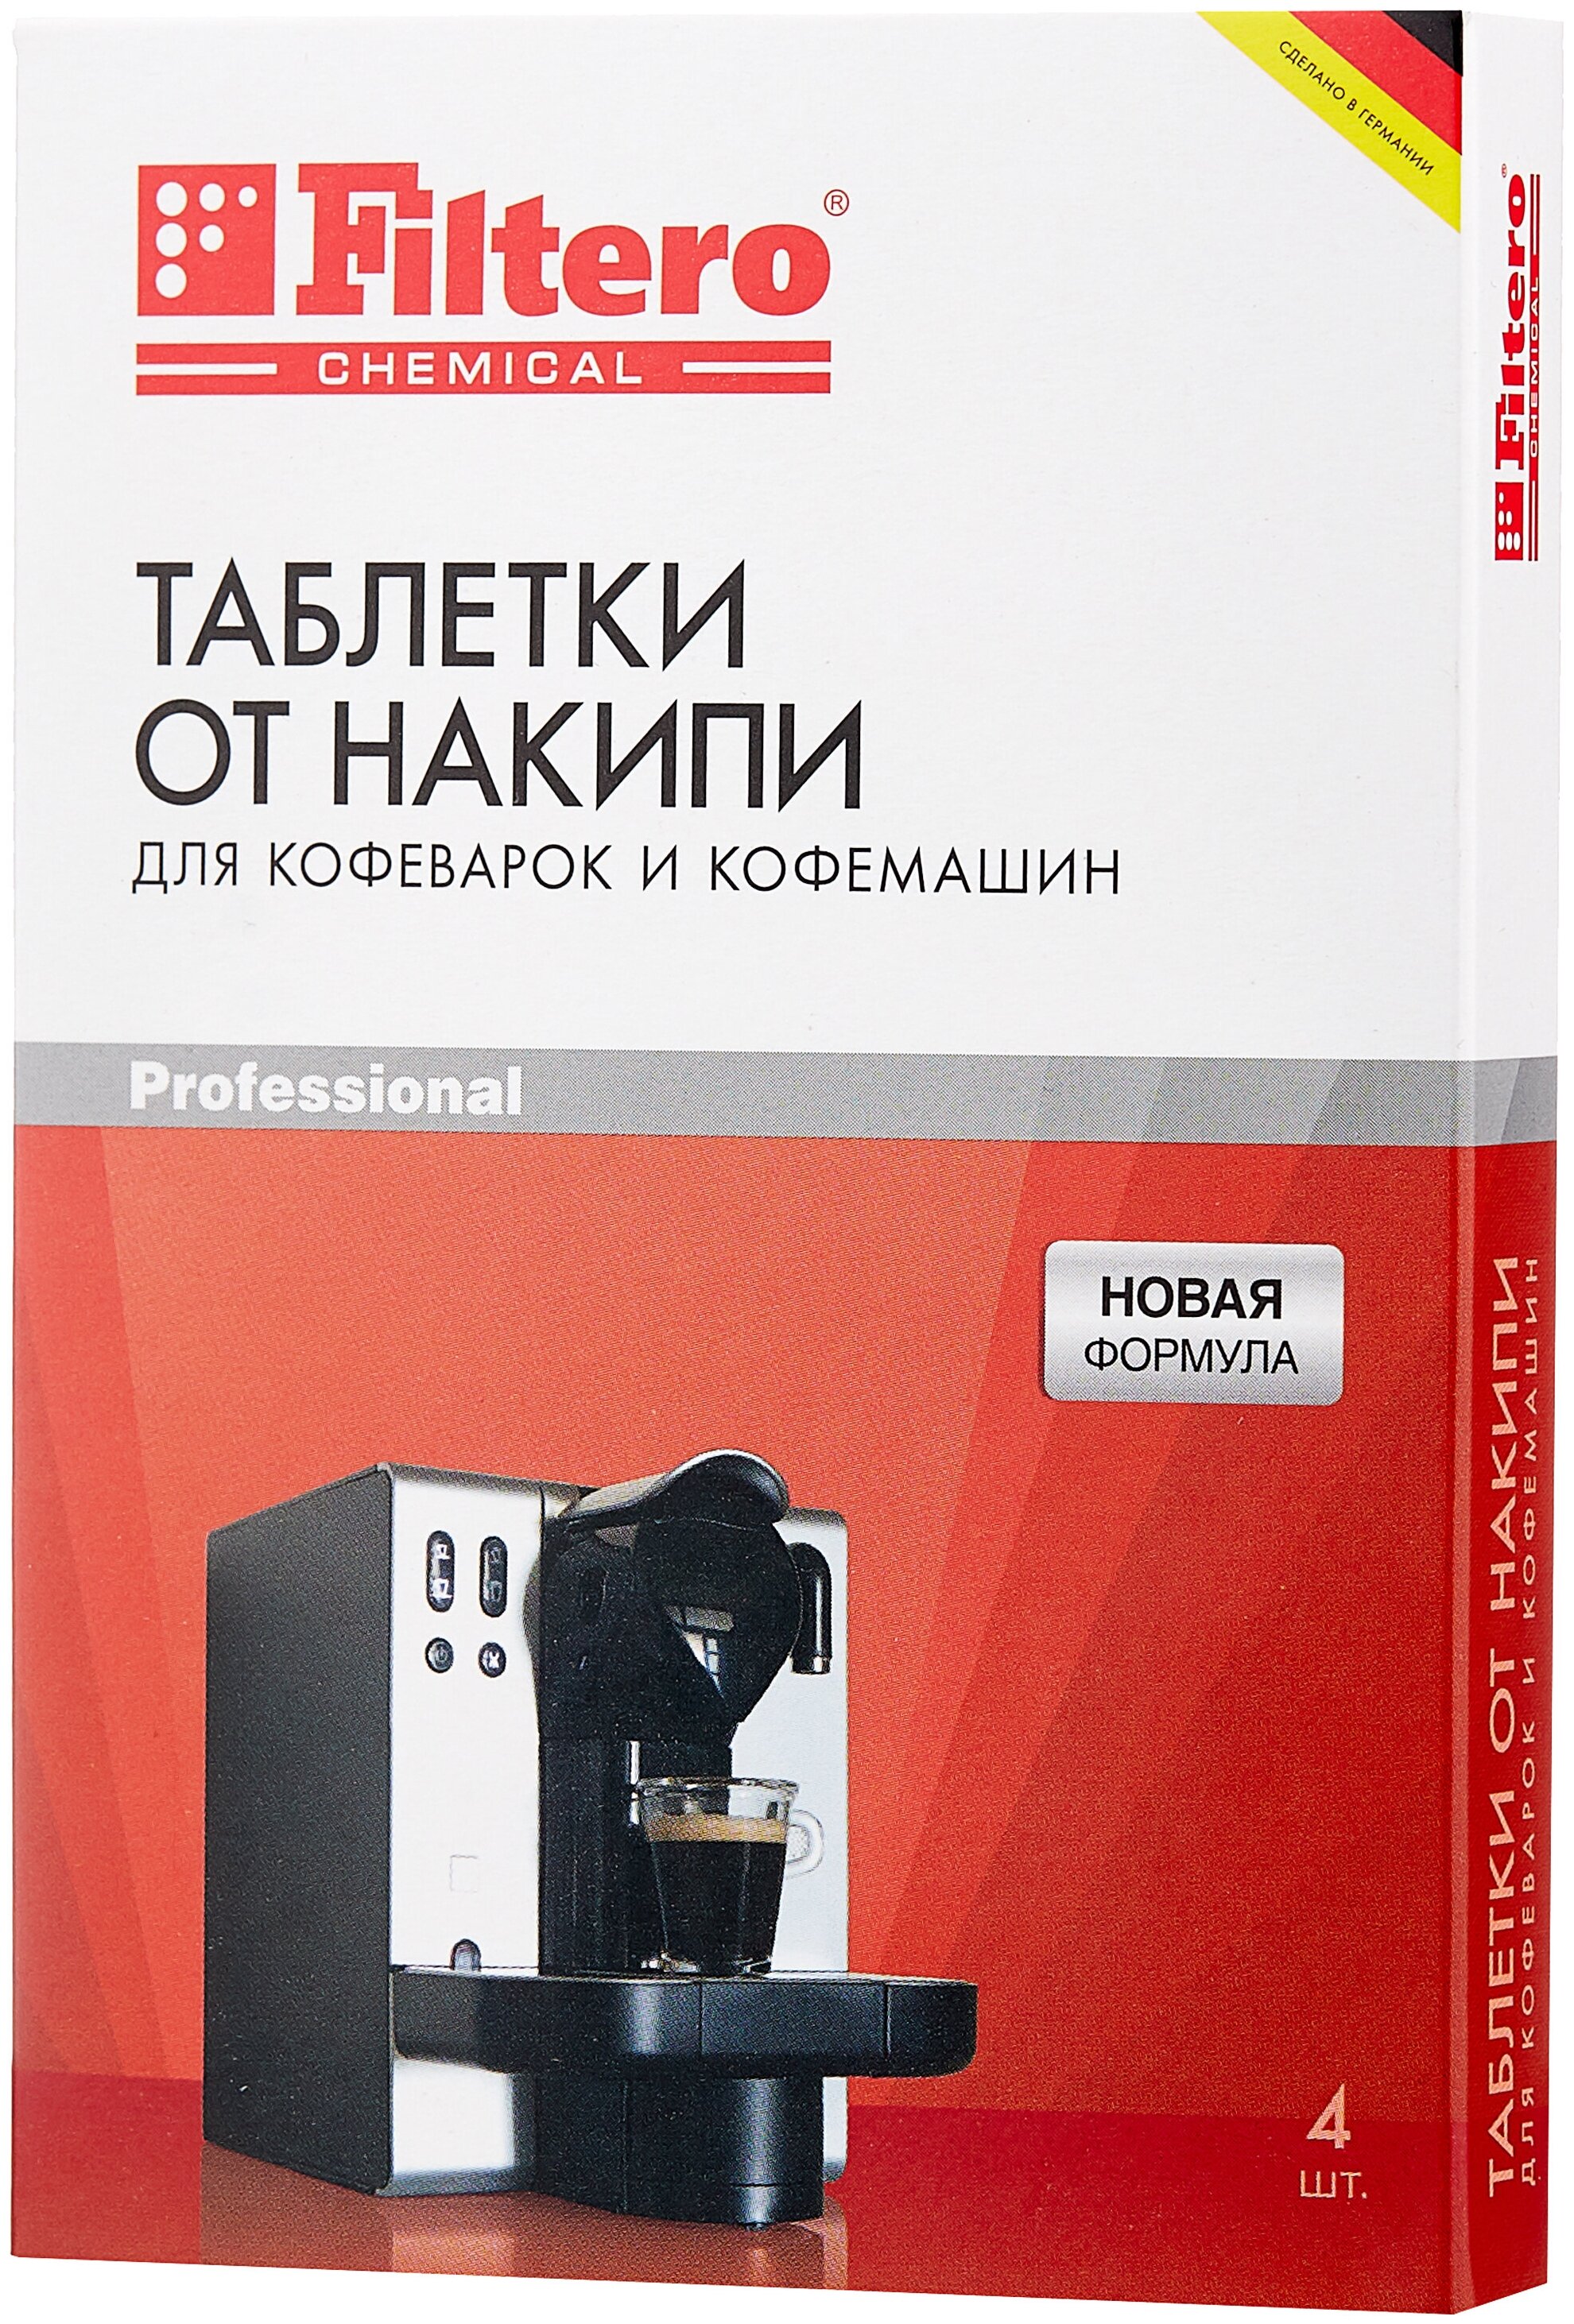 СДЕЛАНО В ГЕРМАНИИ
Filtero®
CHEMICAL
ТАБЛЕТКИ
ОТ НАКИПИ
ДЛЯ КОФЕВАРОК И КОФЕМАШИН
Professional
НОВАЯ
ФОРМУЛА
4
ШТ.
Filtero®
CHEMICAL
ТАБЛЕТКИ ОТ НАКИПИ
ДЛЯ КОФЕВАРОК И КОФЕМАШИН